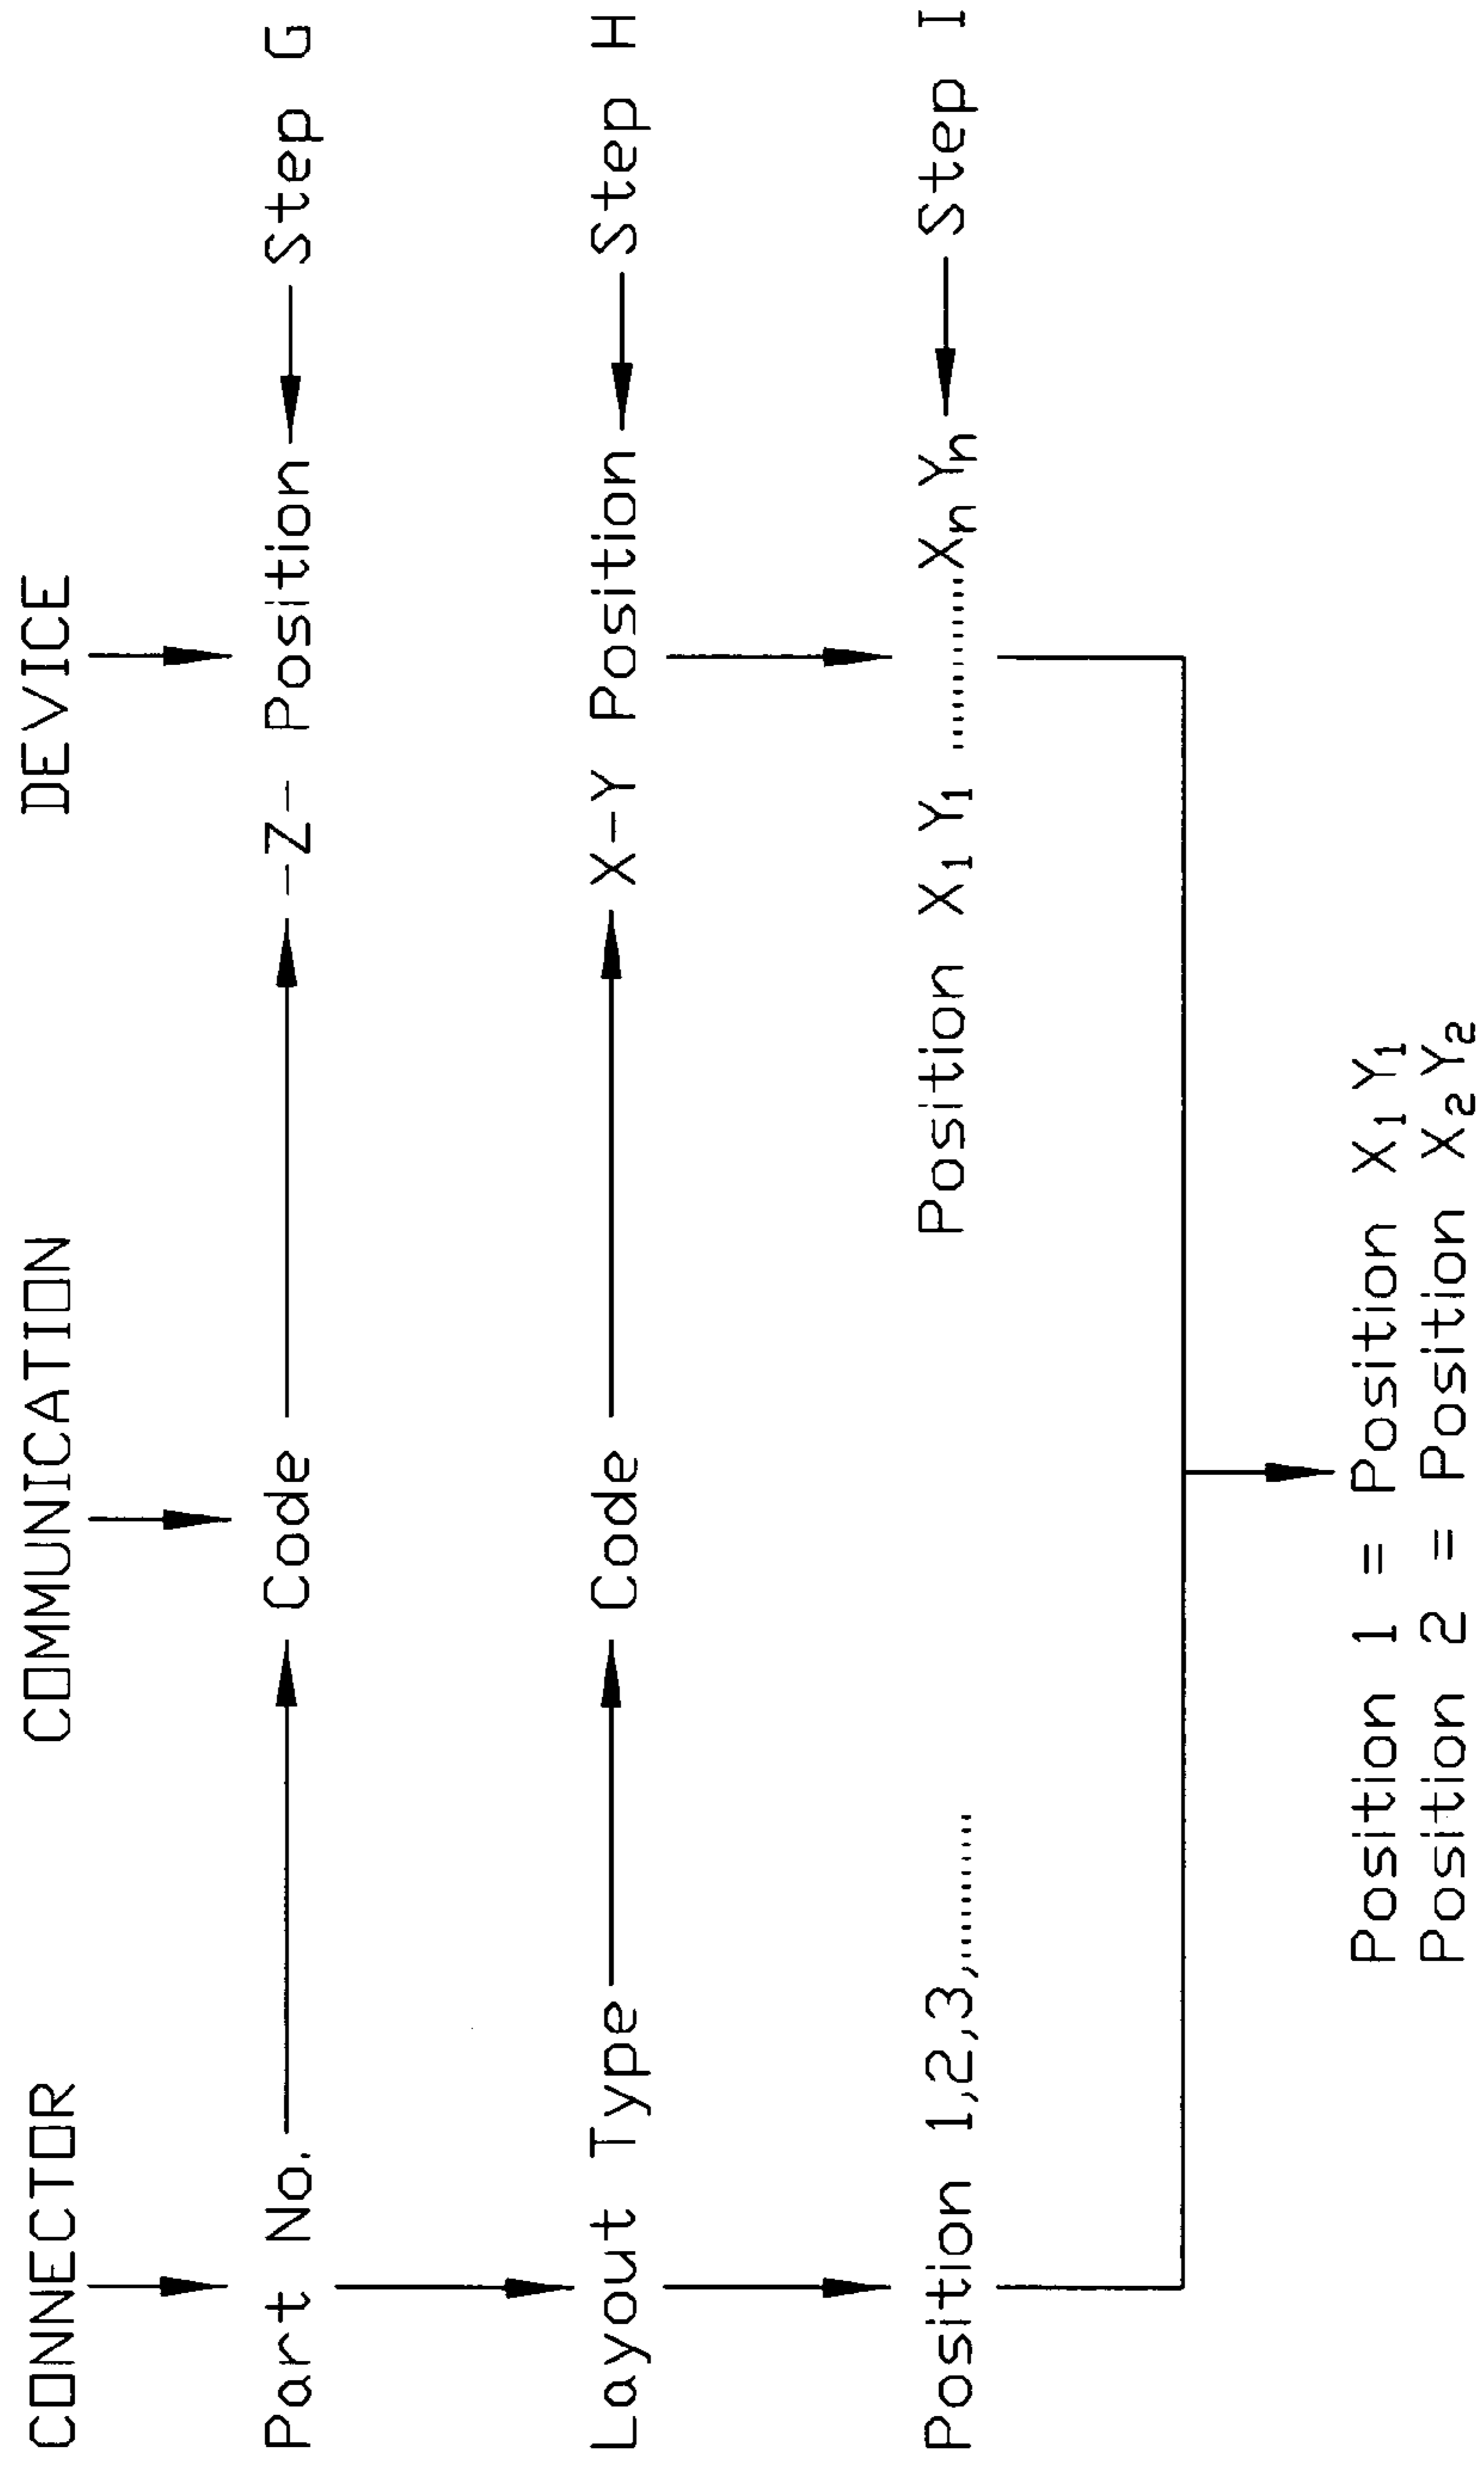 CONNECTOR COMMUNICATION DEVICE
Part No. Code -Z- Position Step G
Layout Type Code X-Y Position Step H
Position 1,2,3,........... Position X1 Y1 .............Xn Yn Step I
Position 1 = Position X1 Y1
Position 2 = Position X2 Y2